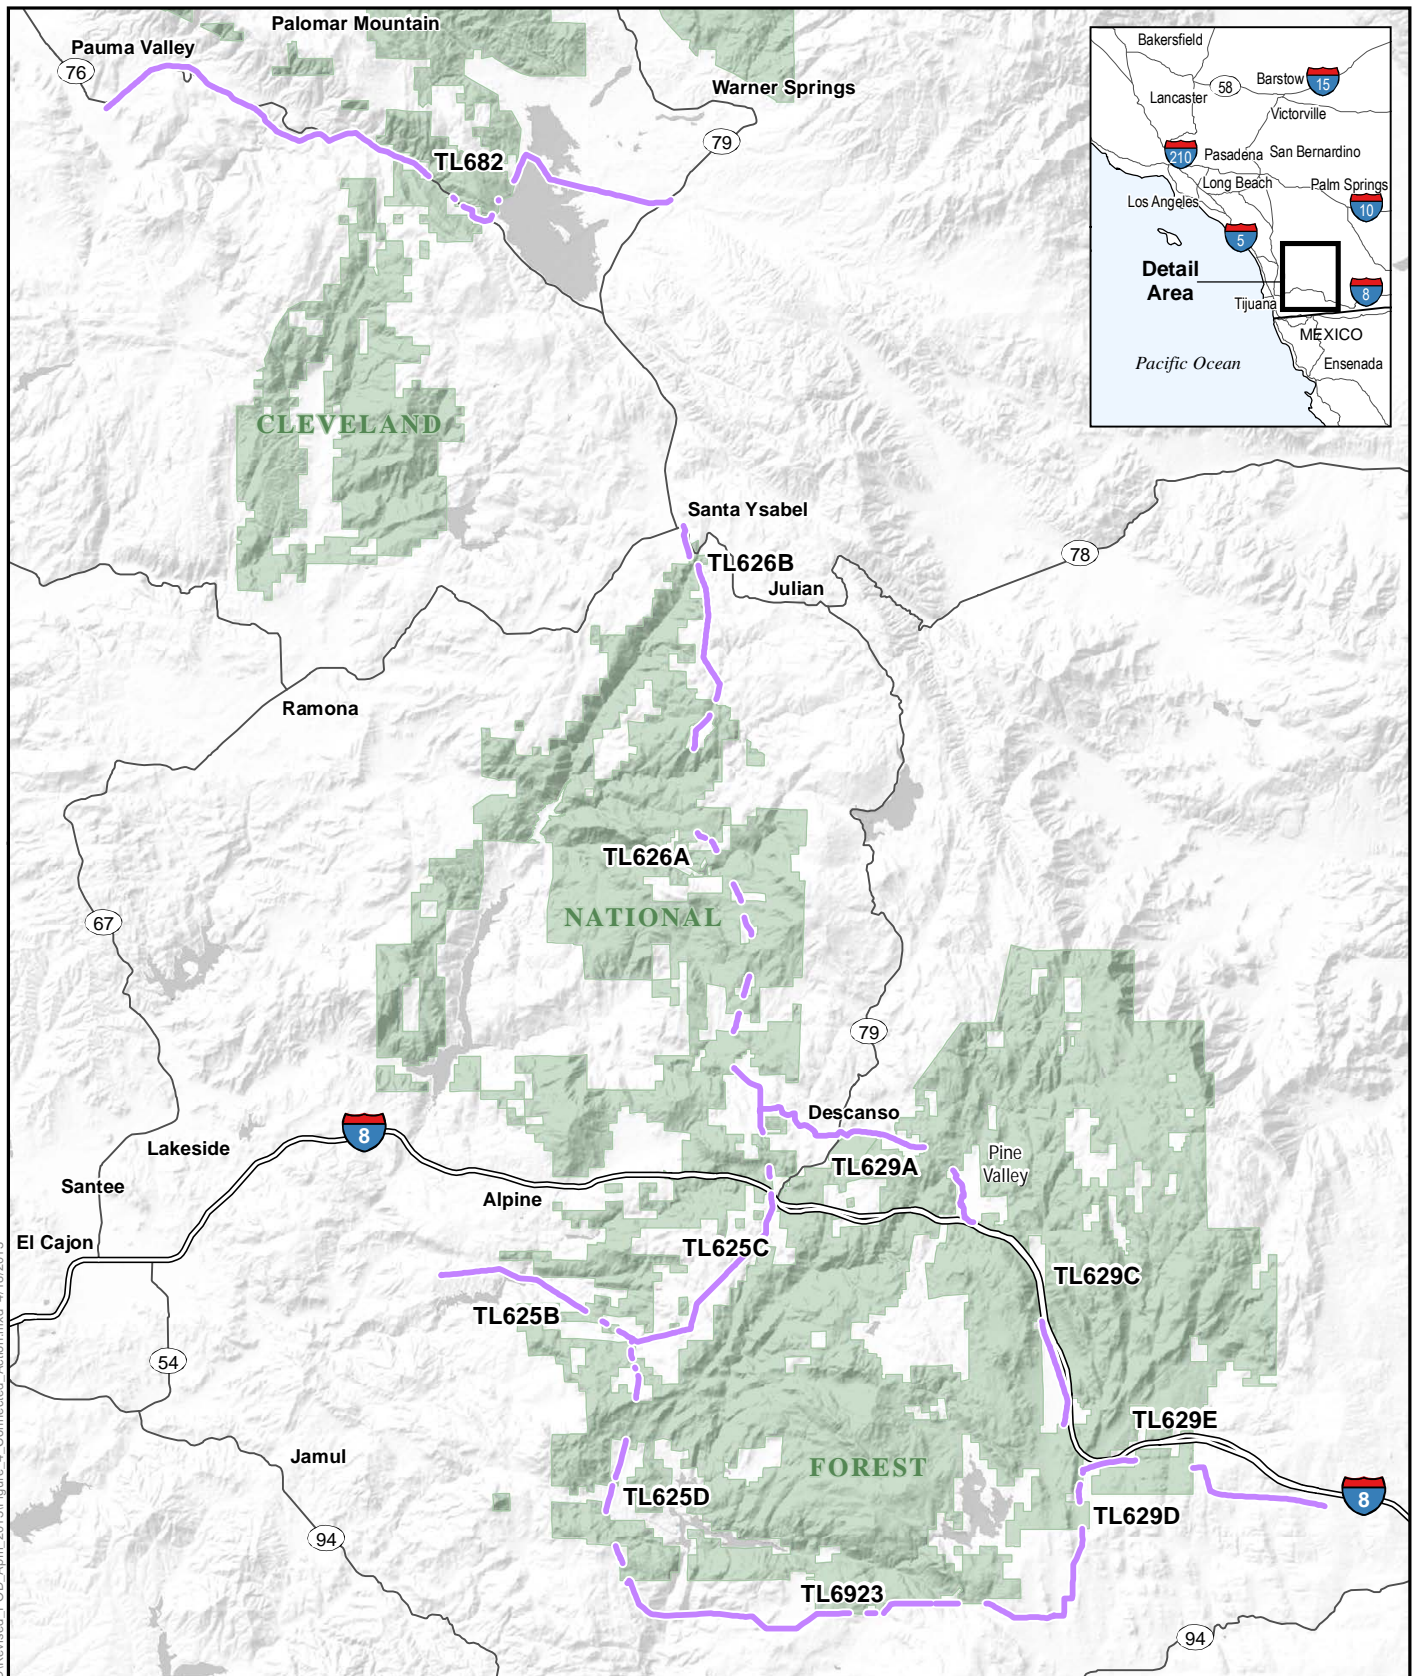 Palomar Mountain
Pauma Valley
76
Warner Springs
79
TL682
Bakersfield
58
Barstow
15
Lancaster
Victorville
210
Pasadena
San Bernardino
Long Beach
Palm Springs
Los Angeles
10
5
Detail
Area
8
Tijuana
MEXICO
Pacific Ocean
Ensenada
CLEVELAND
Santa Ysabel
TL626B
78
Julian
Ramona
TL626A
NATIONAL
67
79
Descanso
8
Lakeside
TL629A
Pine
Valley
Santee
Alpine
El Cajon
TL625C
TL629C
TL625B
54
TL629E
Jamul
FOREST
TL625D
8
TL629D
94
TL6923
94